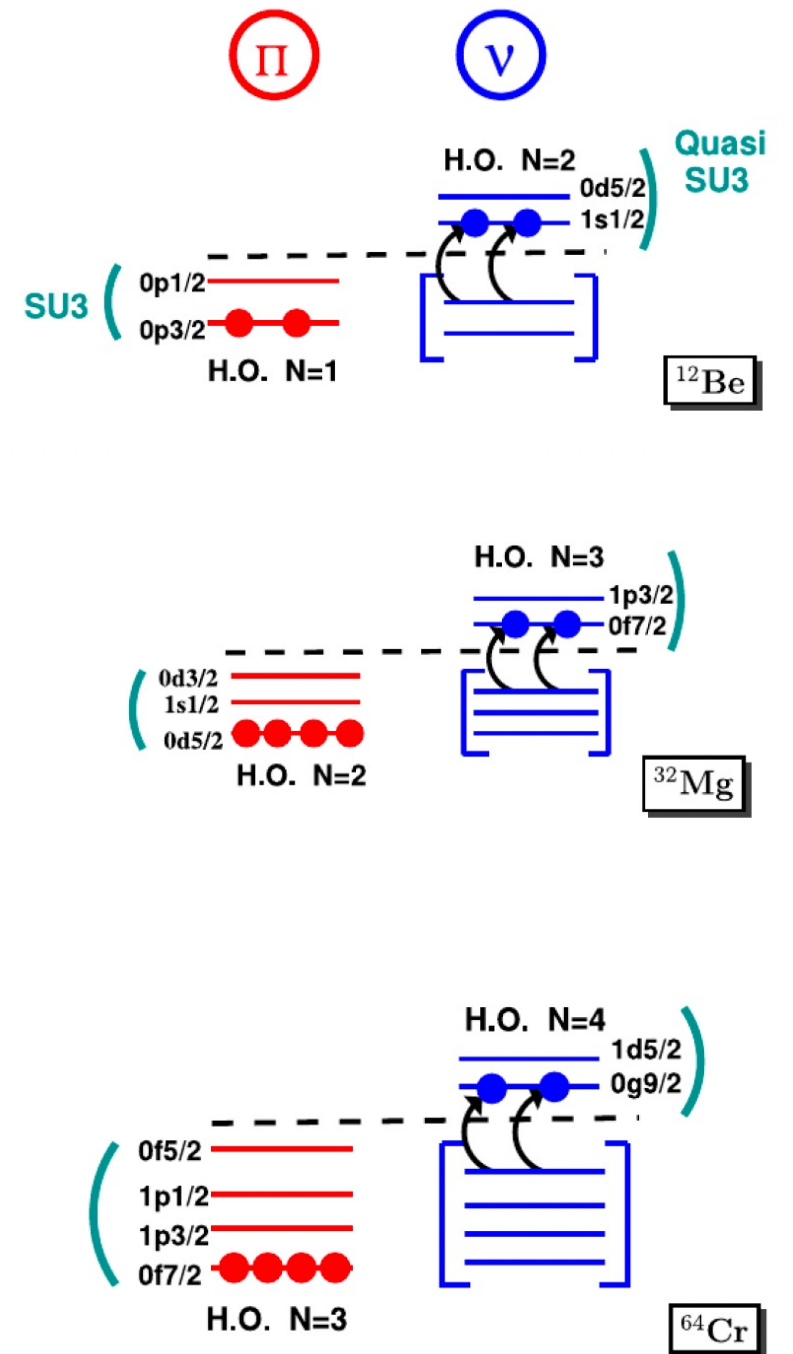 Π ν
H.O. N=2
Quasi
SU3
0d5/2
1s1/2
SU3
0p1/2
0p3/2
H.O. N=1
¹²Be
H.O. N=3
1p3/2
0f7/2
0d3/2
1s1/2
0d5/2
H.O. N=2
³²Mg
H.O. N=4
1d5/2
0g9/2
0f5/2
1p1/2
1p3/2
0f7/2
H.O. N=3
⁶⁴Cr